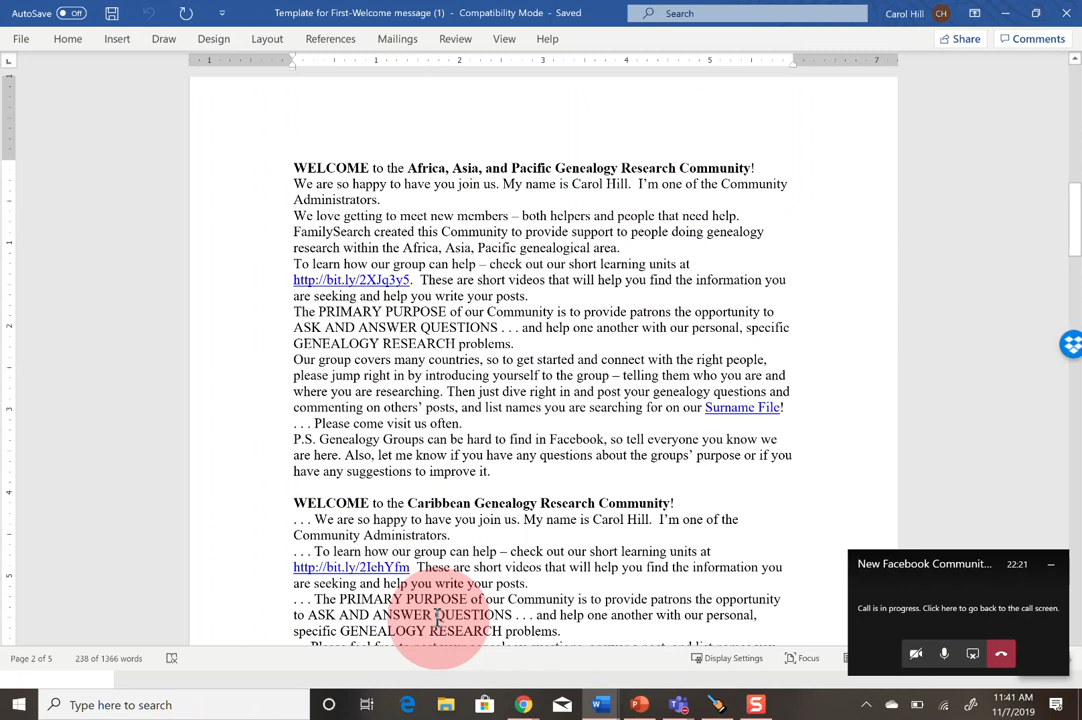 AutoSave Off Template for First-Welcome message (1) - Compatibility Mode - Saved Search Carol Hill CH
File Home Insert Draw Design Layout References Mailings Review View Help Share Comments
1 1 2 3 4 5 7
WELCOME to the Africa, Asia, and Pacific Genealogy Research Community!
We are so happy to have you join us. My name is Carol Hill. I'm one of the Community
Administrators.
We love getting to meet new members – both helpers and people that need help.
FamilySearch created this Community to provide support to people doing genealogy
research within the Africa, Asia, Pacific genealogical area.
To learn how our group can help – check out our short learning units at
http://bit.ly/2XJq3y5. These are short videos that will help you find the information you
are seeking and help you write your posts.
The PRIMARY PURPOSE of our Community is to provide patrons the opportunity to
ASK AND ANSWER QUESTIONS . . . and help one another with our personal, specific
GENEALOGY RESEARCH problems.
Our group covers many countries, so to get started and connect with the right people,
please jump right in by introducing yourself to the group – telling them who you are and
where you are researching. Then just dive right in and post your genealogy questions and
commenting on others' posts, and list names you are searching for on our Surname File!
. . . Please come visit us often.
P.S. Genealogy Groups can be hard to find in Facebook, so tell everyone you know we
are here. Also, let me know if you have any questions about the groups' purpose or if you
have any suggestions to improve it.
WELCOME to the Caribbean Genealogy Research Community!
. . . We are so happy to have you join us. My name is Carol Hill. I'm one of the
Community Administrators.
. . . To learn how our group can help – check out our short learning units at
http://bit.ly/2IehYfm These are short videos that will help you find the information you
are seeking and help you write your posts.
. . . The PRIMARY PURPOSE of our Community is to provide patrons the opportunity
to ASK AND ANSWER QUESTIONS . . . and help one another with our personal,
specific GENEALOGY RESEARCH problems.
New Facebook Communit... 22:21
Call is in progress. Click here to go back to the call screen.
Page 2 of 5 238 of 1366 words Display Settings Focus
Type here to search
11:41 AM
11/7/2019